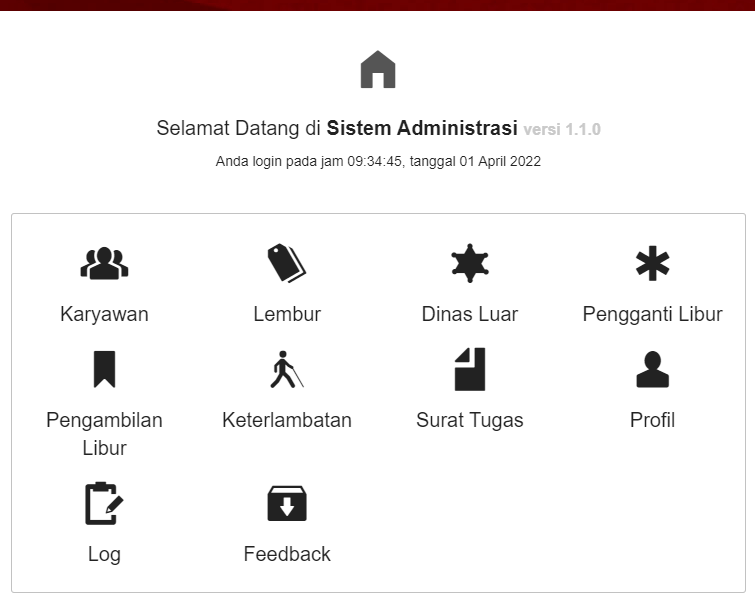 Selamat Datang di Sistem Administrasi versi 1.1.0
Anda login pada jam 09:34:45, tanggal 01 April 2022
Karyawan
Lembur
Dinas Luar
Pengganti Libur
Pengambilan
Libur
Keterlambatan
Surat Tugas
Profil
Log
Feedback